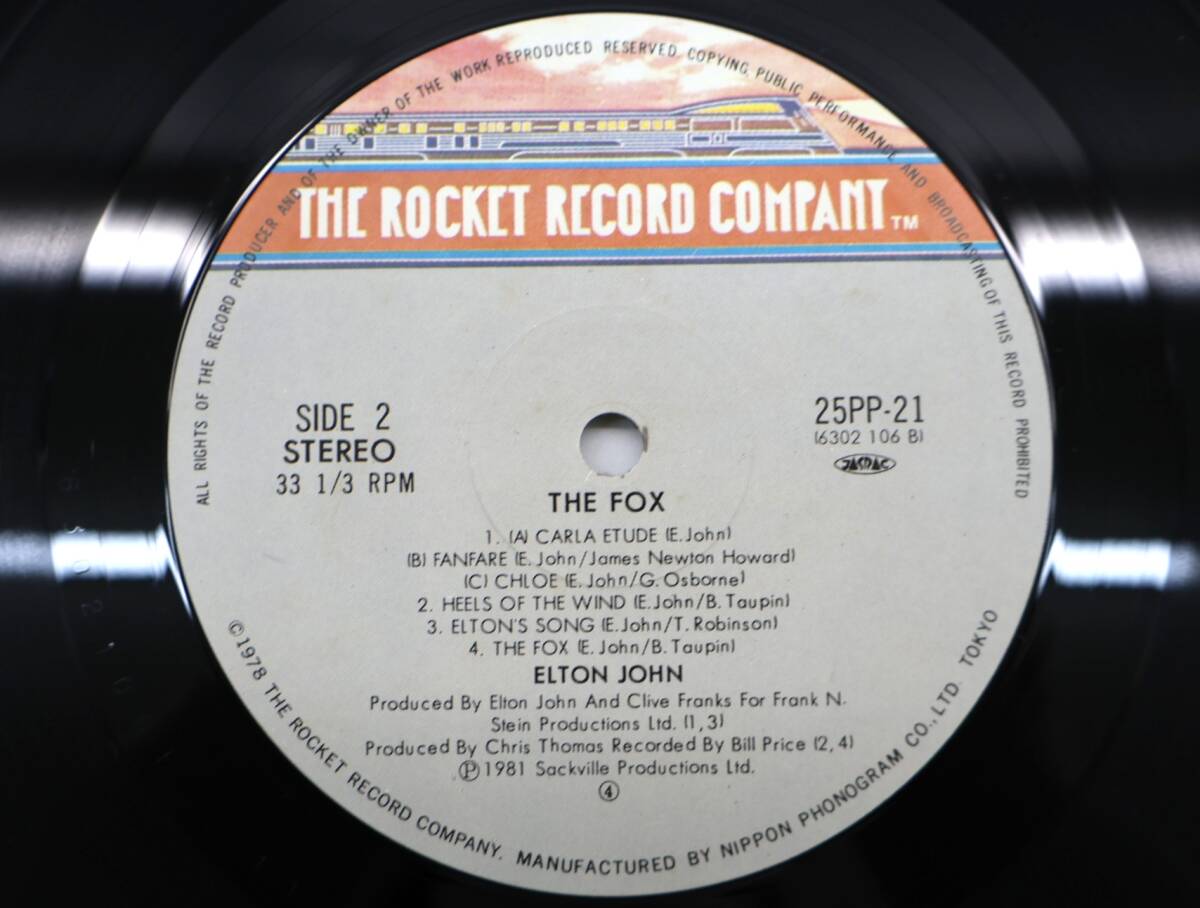 ALL RIGHTS OF THE RECORD PRODUCER AND OF THE OWNER OF THE WORK REPRODUCED RESERVED. COPYING, PUBLIC PERFORMANCE AND BROADCASTING OF THIS RECORD PROHIBITED
THE ROCKET RECORD COMPANY TM
SIDE 2
STEREO
33 1/3 RPM
25PP-21
(6302 106 B)
JASRAC
THE FOX
1. (A) CARLA ETUDE (E. John)
(B) FANFARE (E. John/James Newton Howard)
(C) CHLOE (E. John/G. Osborne)
2. HEELS OF THE WIND (E. John/B. Taupin)
3. ELTON'S SONG (E. John/T. Robinson)
4. THE FOX (E. John/B. Taupin)
ELTON JOHN
Produced By Elton John And Clive Franks For Frank N.
Stein Productions Ltd. (1,3)
Produced By Chris Thomas Recorded By Bill Price (2,4)
Ⓟ1981 Sackville Productions Ltd.
④
©1978 THE ROCKET RECORD COMPANY. MANUFACTURED BY NIPPON PHONOGRAM CO., LTD. TOKYO